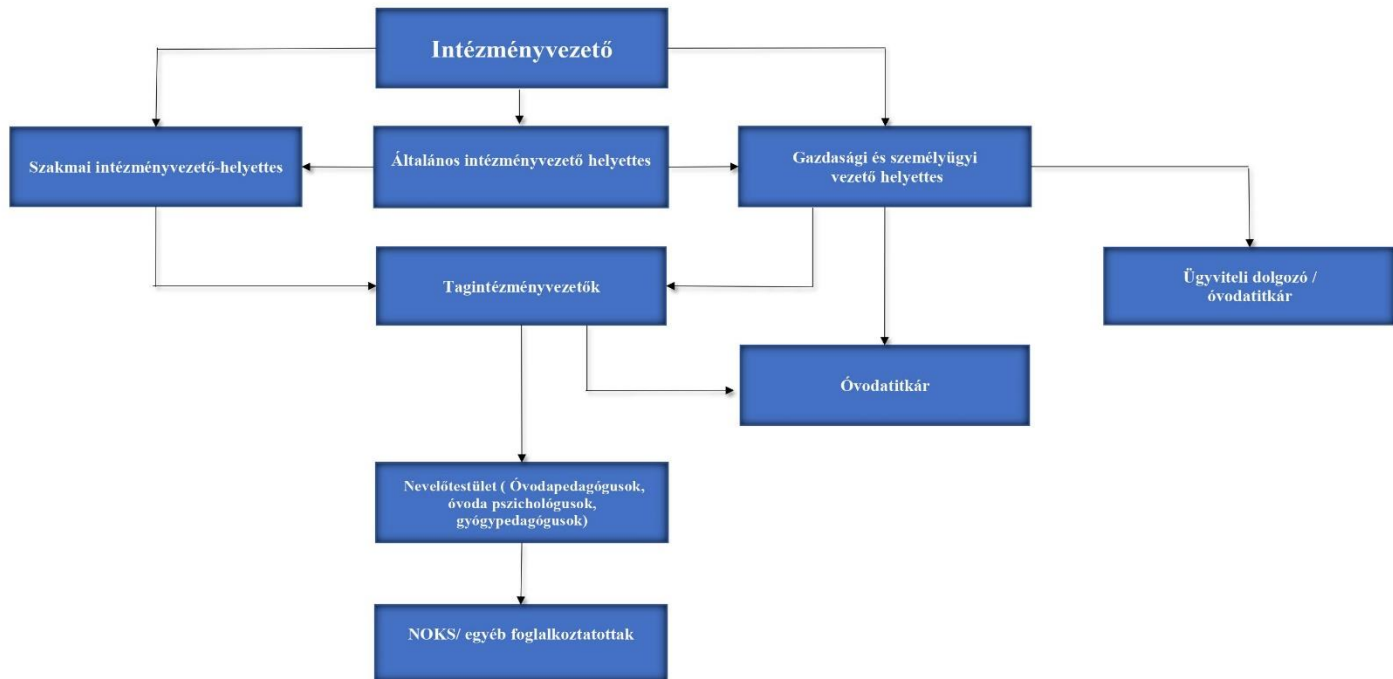 Intézményvezető
Szakmai intézményvezető-helyettes
Általános intézményvezető helyettes
Gazdasági és személyügyi
vezető helyettes
Tagintézményvezetők
Ügyviteli dolgozó /
óvodatitkár
Óvodatitkár
Nevelőtestület ( Óvodapedagógusok,
óvoda pszichológusok,
gyógypedagógusok)
NOKS/ egyéb foglalkoztatottak